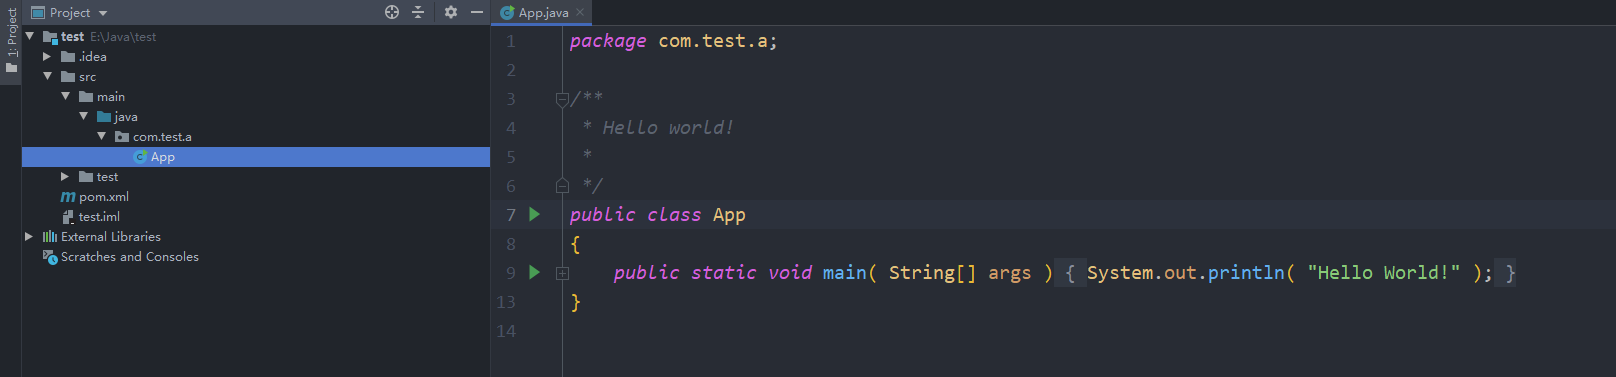 1: Project
Project
test E:\Java\test
.idea
src
main
java
com.test.a
App
test
pom.xml
test.iml
External Libraries
Scratches and Consoles
App.java
1 package com.test.a;
2
3 /**
4 * Hello world!
5 *
6 */
7 public class App
8 {
9 public static void main( String[] args ) { System.out.println( "Hello World!" ); }
13 }
14